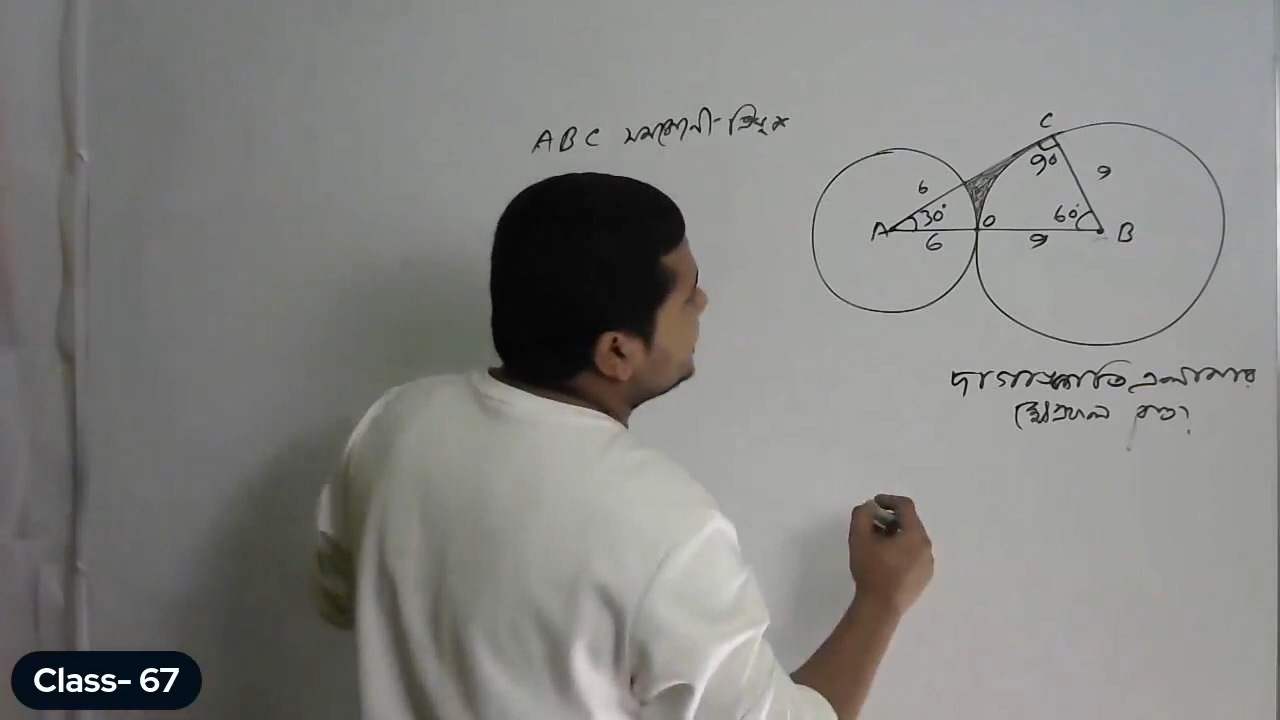 ABC সমকোণী ত্রিভুজ
C
90°
9
6
30°
60°
A
O
B
6
9
দাগাঙ্কিত এলাকার
ক্ষেত্রফল কত?
Class- 67